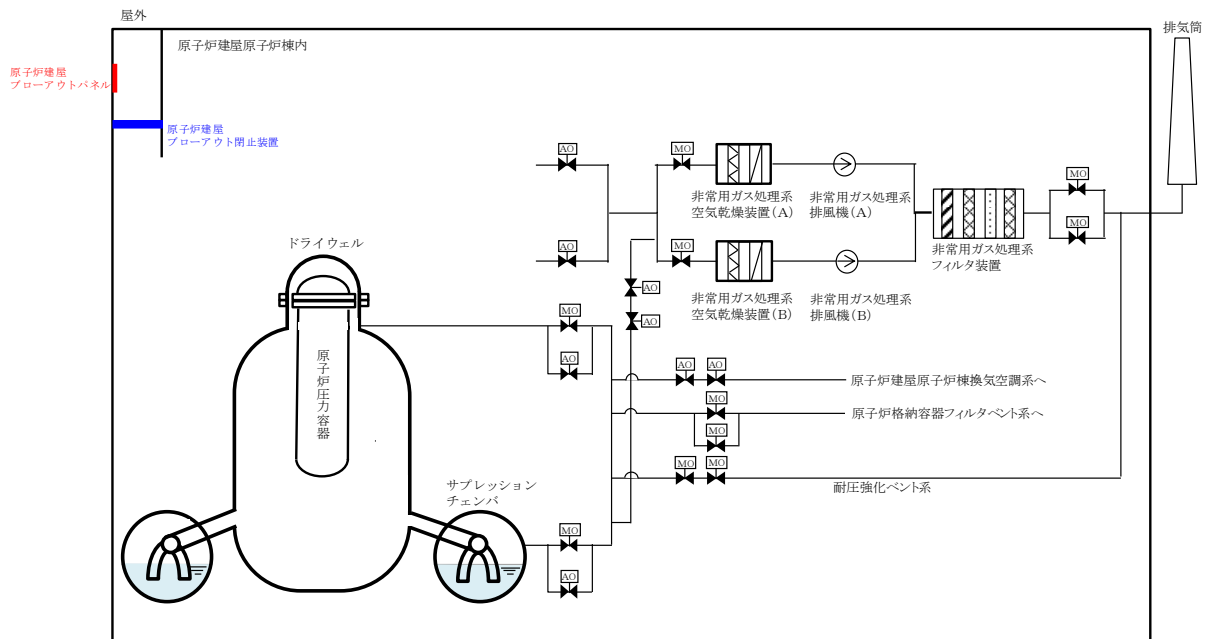 屋外
原子炉建屋原子炉棟内
排気筒
原子炉建屋
ブローアウトパネル
原子炉建屋
ブローアウト閉止装置
AO
MO
MO
非常用ガス処理系
空気乾燥装置(A)
非常用ガス処理系
排風機(A)
MO
AO
MO
非常用ガス処理系
フィルタ装置
ドライウェル
AO
非常用ガス処理系
空気乾燥装置(B)
非常用ガス処理系
排風機(B)
MO
AO
AO
原子炉圧力容器
AO
AO
原子炉建屋原子炉棟換気空調系へ
MO
原子炉格納容器フィルタベント系へ
MO
MO
MO
耐圧強化ベント系
サプレッション
チェンバ
MO
AO